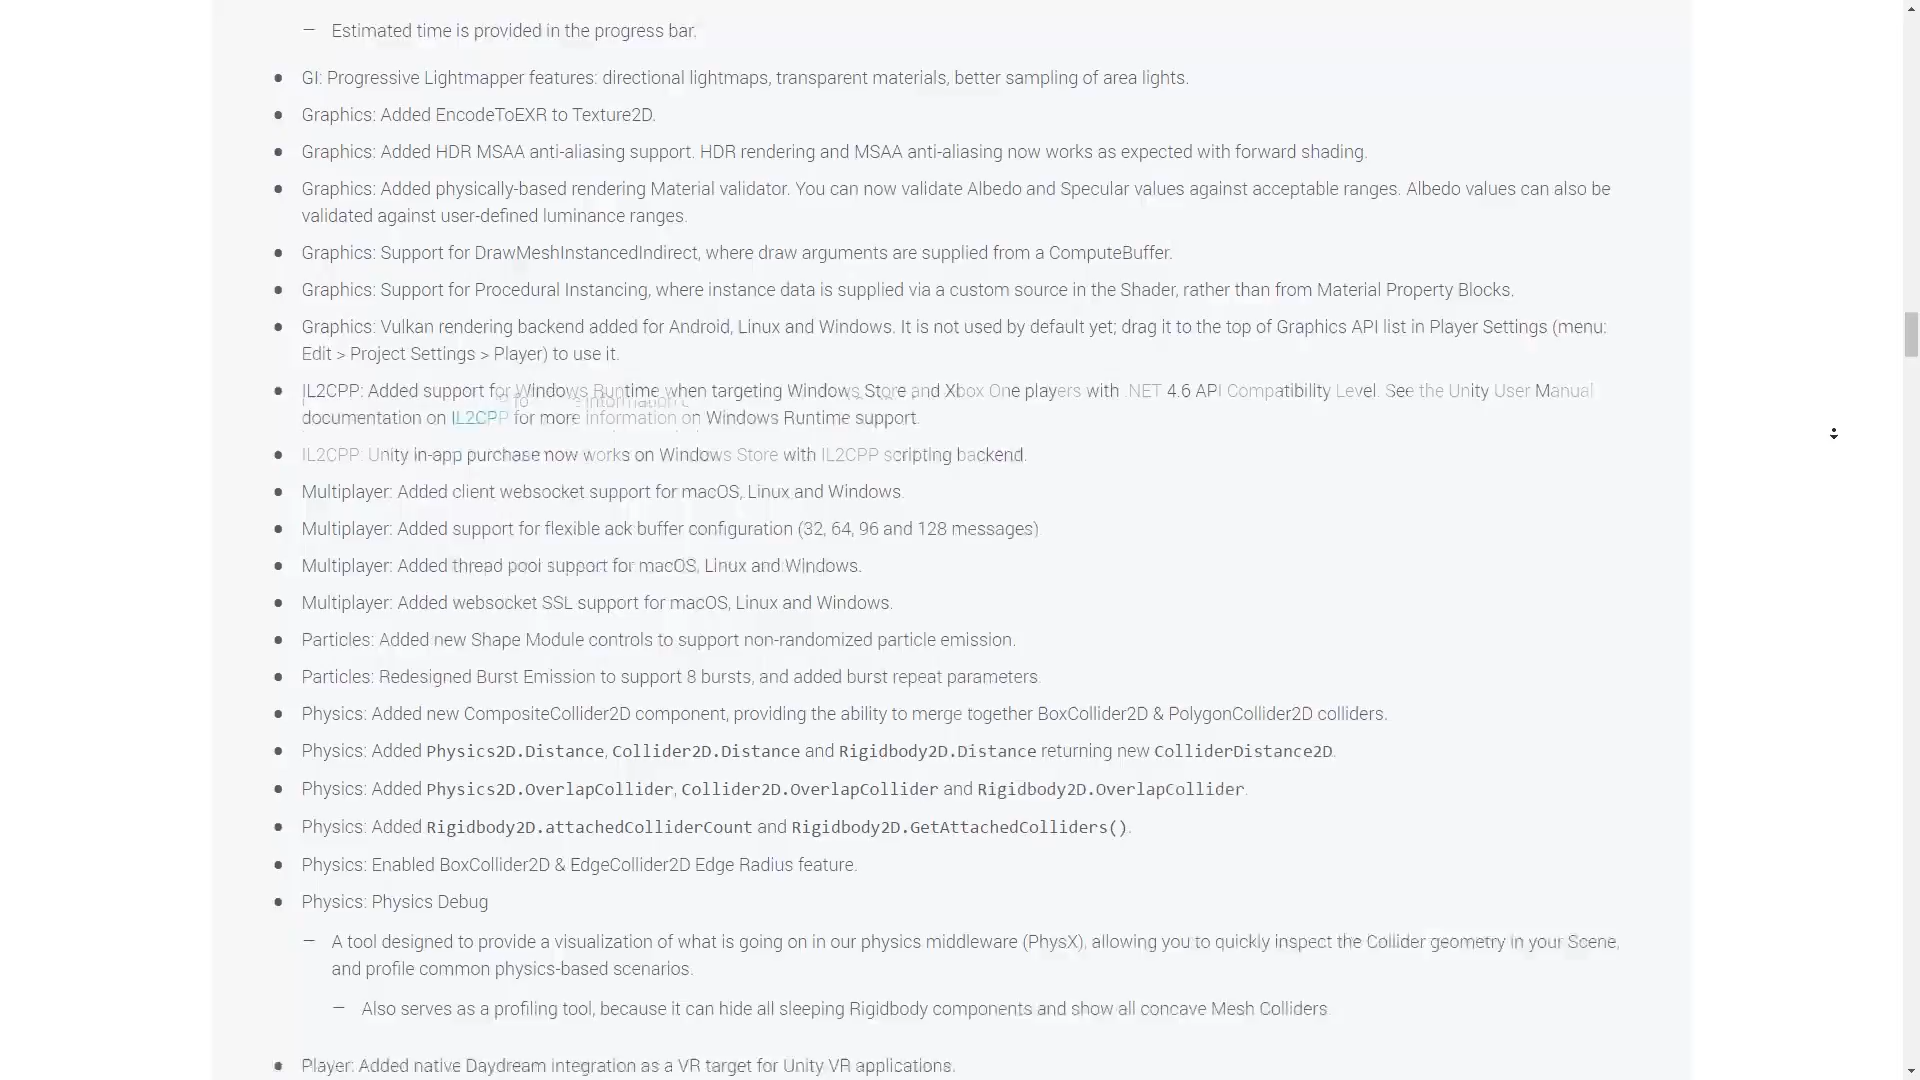 – Estimated time is provided in the progress bar.
• GI: Progressive Lightmapper features: directional lightmaps, transparent materials, better sampling of area lights.
• Graphics: Added EncodeToEXR to Texture2D.
• Graphics: Added HDR MSAA anti-aliasing support. HDR rendering and MSAA anti-aliasing now works as expected with forward shading.
• Graphics: Added physically-based rendering Material validator. You can now validate Albedo and Specular values against acceptable ranges. Albedo values can also be
validated against user-defined luminance ranges.
• Graphics: Support for DrawMeshInstancedIndirect, where draw arguments are supplied from a ComputeBuffer.
• Graphics: Support for Procedural Instancing, where instance data is supplied via a custom source in the Shader, rather than from Material Property Blocks.
• Graphics: Vulkan rendering backend added for Android, Linux and Windows. It is not used by default yet; drag it to the top of Graphics API list in Player Settings (menu:
Edit > Project Settings > Player) to use it.
• IL2CPP: Added support for Windows Runtime when targeting Windows Store and Xbox One players with .NET 4.6 API Compatibility Level. See the Unity User Manual
documentation on IL2CPP for more information on Windows Runtime support.
• IL2CPP: Unity in-app purchase now works on Windows Store with IL2CPP scripting backend.
• Multiplayer: Added client websocket support for macOS, Linux and Windows.
• Multiplayer: Added support for flexible ack buffer configuration (32, 64, 96 and 128 messages)
• Multiplayer: Added thread pool support for macOS, Linux and Windows.
• Multiplayer: Added websocket SSL support for macOS, Linux and Windows.
• Particles: Added new Shape Module controls to support non-randomized particle emission.
• Particles: Redesigned Burst Emission to support 8 bursts, and added burst repeat parameters.
• Physics: Added new CompositeCollider2D component, providing the ability to merge together BoxCollider2D & PolygonCollider2D colliders.
• Physics: Added Physics2D.Distance, Collider2D.Distance and Rigidbody2D.Distance returning new ColliderDistance2D.
• Physics: Added Physics2D.OverlapCollider, Collider2D.OverlapCollider and Rigidbody2D.OverlapCollider.
• Physics: Added Rigidbody2D.attachedColliderCount and Rigidbody2D.GetAttachedColliders().
• Physics: Enabled BoxCollider2D & EdgeCollider2D Edge Radius feature.
• Physics: Physics Debug
– A tool designed to provide a visualization of what is going on in our physics middleware (PhysX), allowing you to quickly inspect the Collider geometry in your Scene,
and profile common physics-based scenarios.
– Also serves as a profiling tool, because it can hide all sleeping Rigidbody components and show all concave Mesh Colliders.
• Player: Added native Daydream integration as a VR target for Unity VR applications.